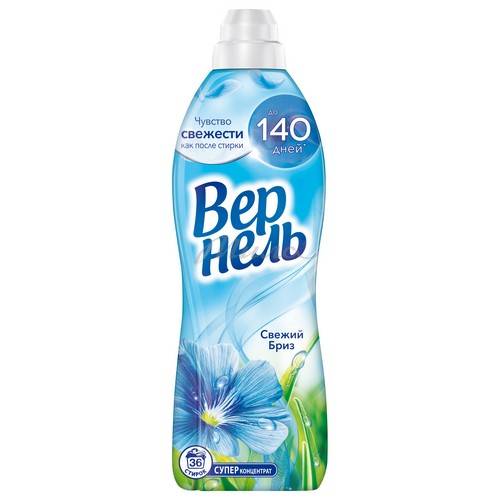 Чувство
свежести
как после стирки
до
140
дней*
Вер
нель
Свежий
Бриз
36
СТИРОК
СУПЕР КОНЦЕНТРАТ